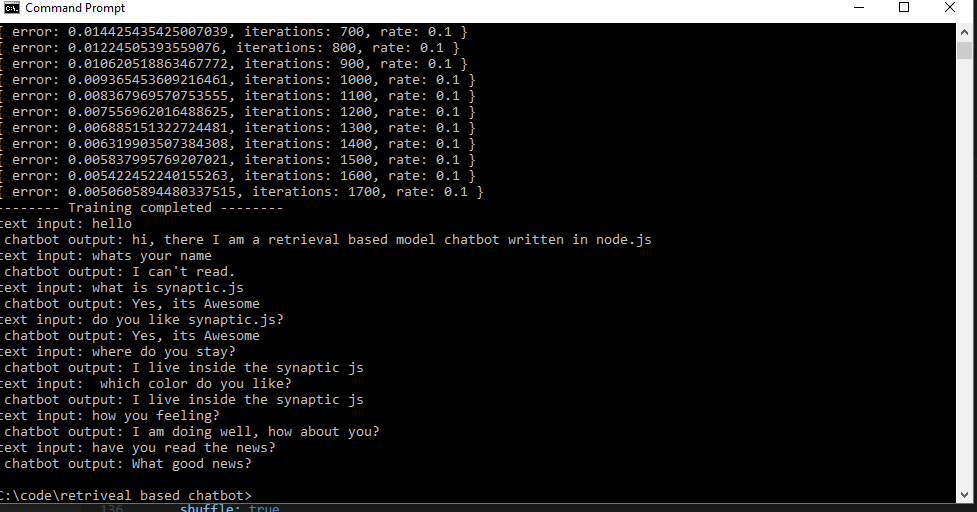 Command Prompt
{ error: 0.014425435425007039, iterations: 700, rate: 0.1 }
{ error: 0.01224505393559076, iterations: 800, rate: 0.1 }
{ error: 0.010620518863467772, iterations: 900, rate: 0.1 }
{ error: 0.009365453609216461, iterations: 1000, rate: 0.1 }
{ error: 0.008367969570753555, iterations: 1100, rate: 0.1 }
{ error: 0.007556962016488625, iterations: 1200, rate: 0.1 }
{ error: 0.006885151322724481, iterations: 1300, rate: 0.1 }
{ error: 0.006319903507384308, iterations: 1400, rate: 0.1 }
{ error: 0.005837995769207021, iterations: 1500, rate: 0.1 }
{ error: 0.005422452240155263, iterations: 1600, rate: 0.1 }
{ error: 0.0050605894480337515, iterations: 1700, rate: 0.1 }
-------- Training completed --------
text input: hello
chatbot output: hi, there I am a retrieval based model chatbot written in node.js
text input: whats your name
chatbot output: I can't read.
text input: what is synaptic.js
chatbot output: Yes, its Awesome
text input: do you like synaptic.js?
chatbot output: Yes, its Awesome
text input: where do you stay?
chatbot output: I live inside the synaptic js
text input:  which color do you like?
chatbot output: I live inside the synaptic js
text input: how you feeling?
chatbot output: I am doing well, how about you?
text input: have you read the news?
chatbot output: What good news?
C:\code\retriveal based chatbot>
136 shuffle: true